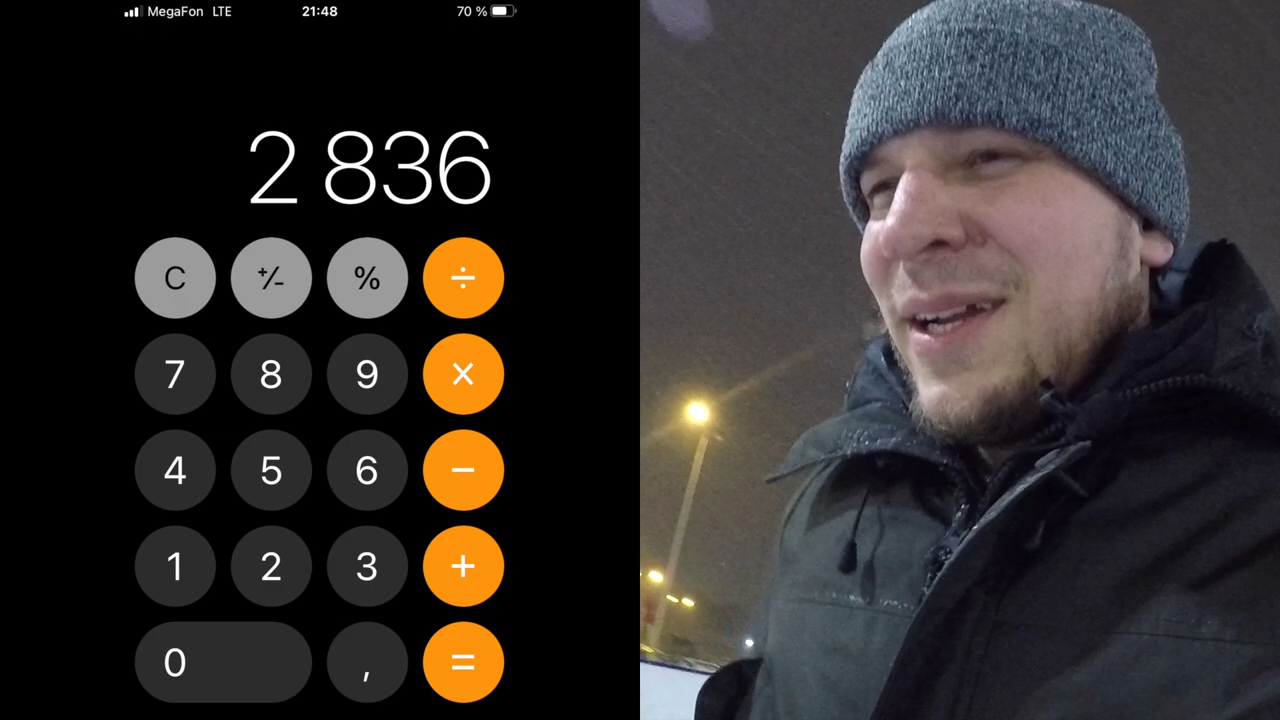 MegaFon LTE 21:48 70 %
2 836
C ⁺∕₋ % ÷
7 8 9 ×
4 5 6 −
1 2 3 +
0 , =